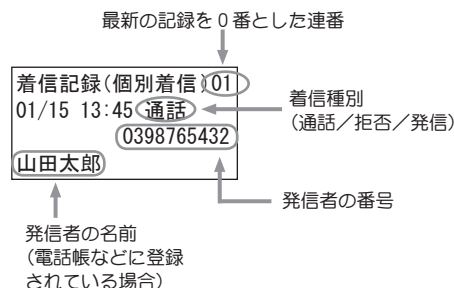 最新の記録を０番とした連番
着信記録(個別着信)01
01/15 13:45 通話
0398765432
山田太郎
着信種別
（通話／拒否／発信）
発信者の番号
発信者の名前
（電話帳などに登録
されている場合）